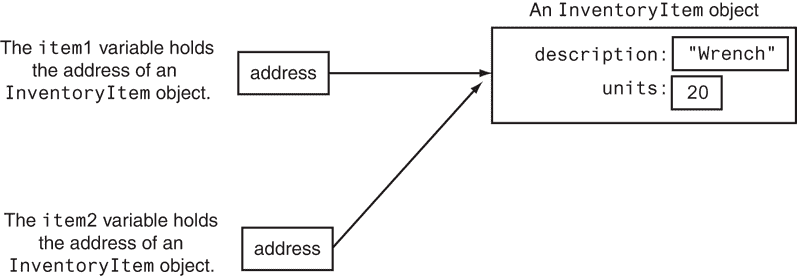 An InventoryItem object
The item1 variable holds
the address of an
InventoryItem object.
address
description: "Wrench"
units: 20
The item2 variable holds
the address of an
InventoryItem object.
address